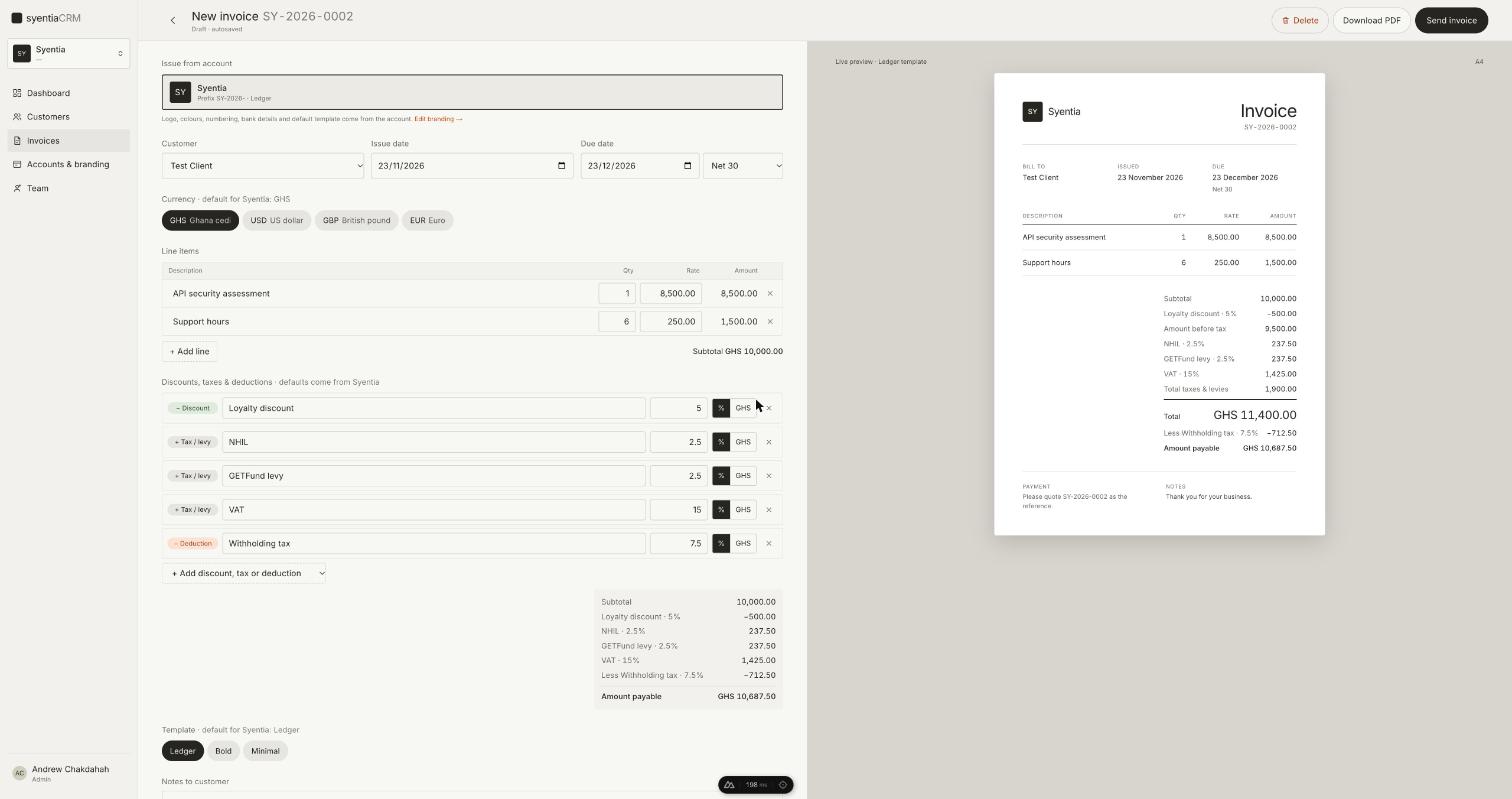 syentiaCRM
SY
Syentia
—
Dashboard
Customers
Invoices
Accounts & branding
Team
AC
Andrew Chakdahah
Admin
New invoice SY-2026-0002
Draft · autosaved
Delete
Download PDF
Send invoice
Issue from account
SY
Syentia
Prefix SY-2026- · Ledger
Logo, colours, numbering, bank details and default template come from the account. Edit branding →
Customer
Issue date
Due date
Test Client
23/11/2026
23/12/2026
Net 30
Currency · default for Syentia: GHS
GHS Ghana cedi
USD US dollar
GBP British pound
EUR Euro
Line items
Description Qty Rate Amount
API security assessment 1 8,500.00 8,500.00 ×
Support hours 6 250.00 1,500.00 ×
+ Add line
Subtotal GHS 10,000.00
Discounts, taxes & deductions · defaults come from Syentia
− Discount Loyalty discount 5 % GHS ×
+ Tax / levy NHIL 2.5 % GHS ×
+ Tax / levy GETFund levy 2.5 % GHS ×
+ Tax / levy VAT 15 % GHS ×
− Deduction Withholding tax 7.5 % GHS ×
+ Add discount, tax or deduction
Subtotal 10,000.00
Loyalty discount · 5% −500.00
NHIL · 2.5% 237.50
GETFund levy · 2.5% 237.50
VAT · 15% 1,425.00
Less Withholding tax · 7.5% −712.50
Amount payable GHS 10,687.50
Template · default for Syentia: Ledger
Ledger
Bold
Minimal
Notes to customer
198 ms
Live preview · Ledger template
A4
SY Syentia
Invoice
SY-2026-0002
BILL TO ISSUED DUE
Test Client 23 November 2026 23 December 2026
Net 30
DESCRIPTION QTY RATE AMOUNT
API security assessment 1 8,500.00 8,500.00
Support hours 6 250.00 1,500.00
Subtotal 10,000.00
Loyalty discount · 5% −500.00
Amount before tax 9,500.00
NHIL · 2.5% 237.50
GETFund levy · 2.5% 237.50
VAT · 15% 1,425.00
Total taxes & levies 1,900.00
Total GHS 11,400.00
Less Withholding tax · 7.5% −712.50
Amount payable GHS 10,687.50
PAYMENT
Please quote SY-2026-0002 as the
reference.
NOTES
Thank you for your business.